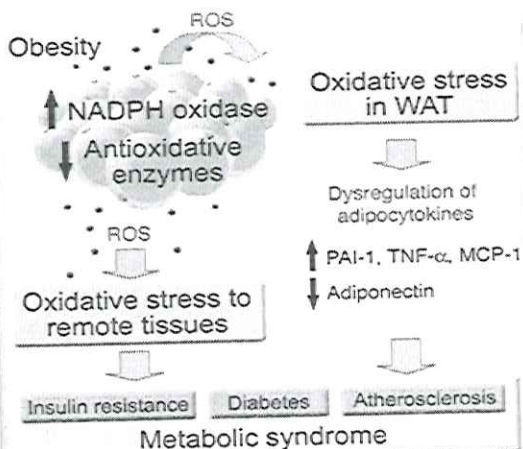 ROS
Obesity
NADPH oxidase
Antioxidative
enzymes
ROS
Oxidative stress to
remote tissues
Oxidative stress
in WAT
Dysregulation of
adipocytokines
PAI-1, TNF-α, MCP-1
Adiponectin
Insulin resistance
Diabetes
Atherosclerosis
Metabolic syndrome